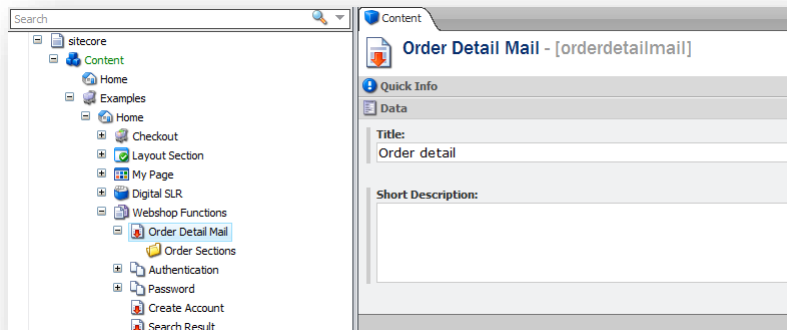 Search
sitecore
Content
Home
Examples
Home
Checkout
Layout Section
My Page
Digital SLR
Webshop Functions
Order Detail Mail
Order Sections
Authentication
Password
Create Account
Search Result
Content
Order Detail Mail - [orderdetailmail]
Quick Info
Data
Title:
Order detail
Short Description: